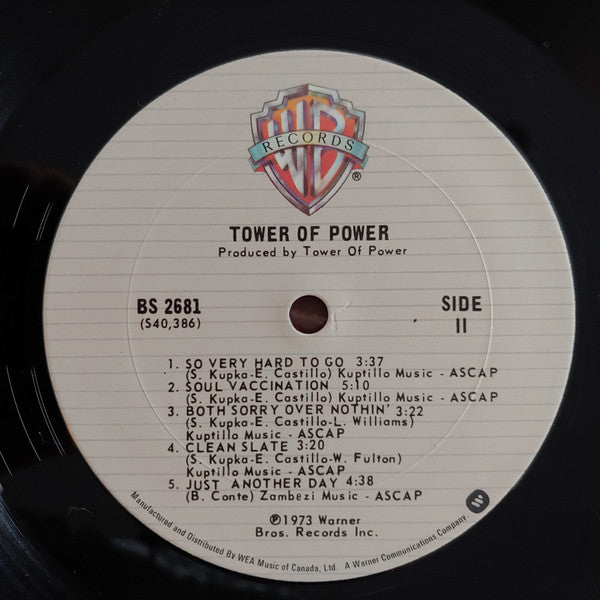 WB
RECORDS
®
TOWER OF POWER
Produced by Tower Of Power
BS 2681
(S40,386)
SIDE
II
1. SO VERY HARD TO GO 3:37
(S. Kupka-E. Castillo) Kuptillo Music - ASCAP
2. SOUL VACCINATION 5:10
(S. Kupka-E. Castillo) Kuptillo Music - ASCAP
3. BOTH SORRY OVER NOTHIN' 3:22
(S. Kupka-E. Castillo-L. Williams)
Kuptillo Music - ASCAP
4. CLEAN SLATE 3:20
(S. Kupka-E. Castillo-W. Fulton)
Kuptillo Music - ASCAP
5. JUST ANOTHER DAY 4:38
(B. Conte) Zambezi Music - ASCAP
℗1973 Warner
Bros. Records Inc.
Manufactured and Distributed By WEA Music of Canada, Ltd. A Warner Communications Company